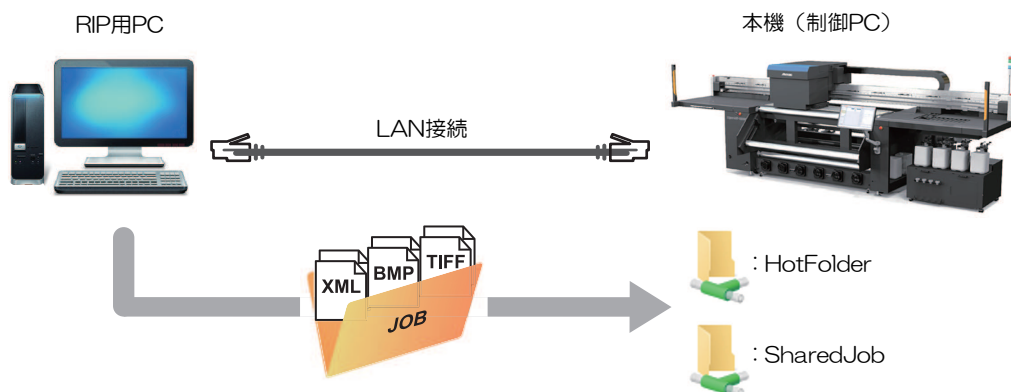 RIP用PC
本機（制御PC）
LAN接続
XML
BMP
TIFF
JOB
：HotFolder
：SharedJob